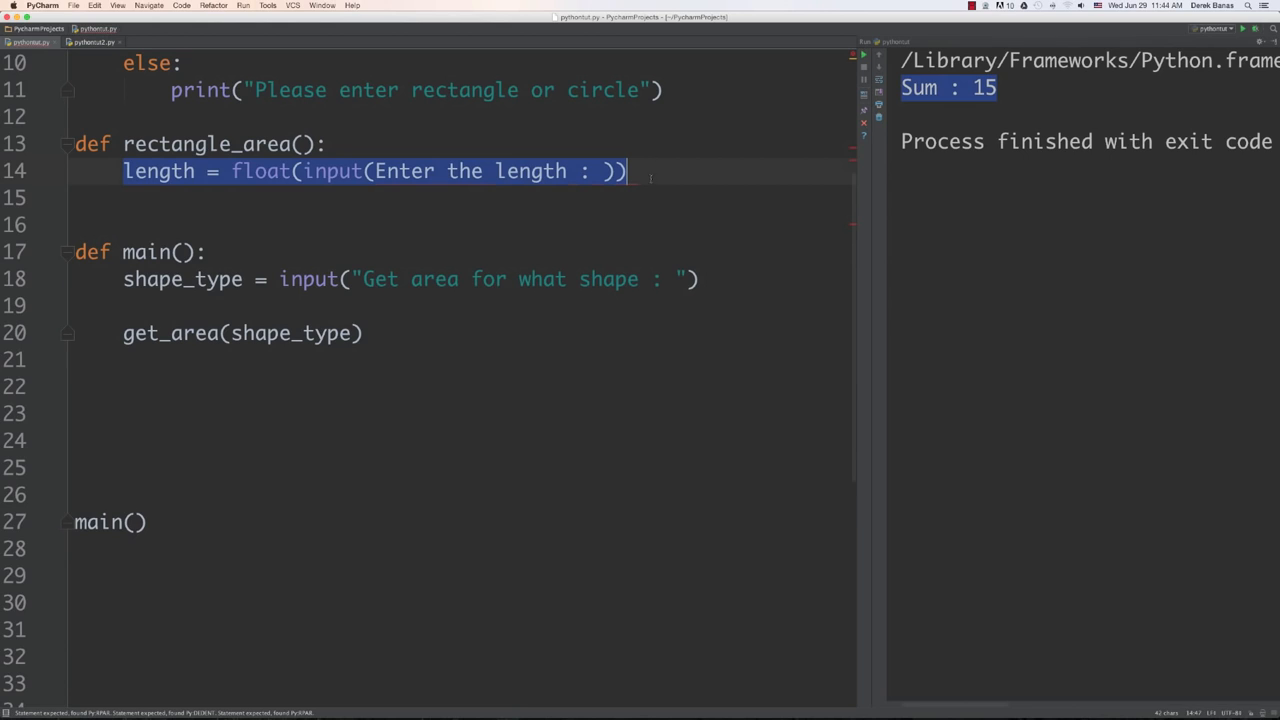 PyCharm File Edit View Navigate Code Refactor Run Tools VCS Window Help
10 Wed Jun 29 11:44 AM Derek Banas
pythontut.py - PyCharmProjects - [~/PycharmProjects]
PycharmProjects pythontut.py
pythontut
pythontut.py pythontut2.py
Run pythontut
10 else:
11 print("Please enter rectangle or circle")
12
13 def rectangle_area():
14 length = float(input(Enter the length : ))
15
16
17 def main():
18 shape_type = input("Get area for what shape : ")
19
20 get_area(shape_type)
21
22
23
24
25
26
27 main()
28
29
30
31
32
33
/Library/Frameworks/Python.frame
Sum : 15
Process finished with exit code
Statement expected, found Py:RPAR. Statement expected, found Py:DEDENT. Statement expected, found Py:RPAR.
42 chars 14:47 LF÷ UTF-8÷